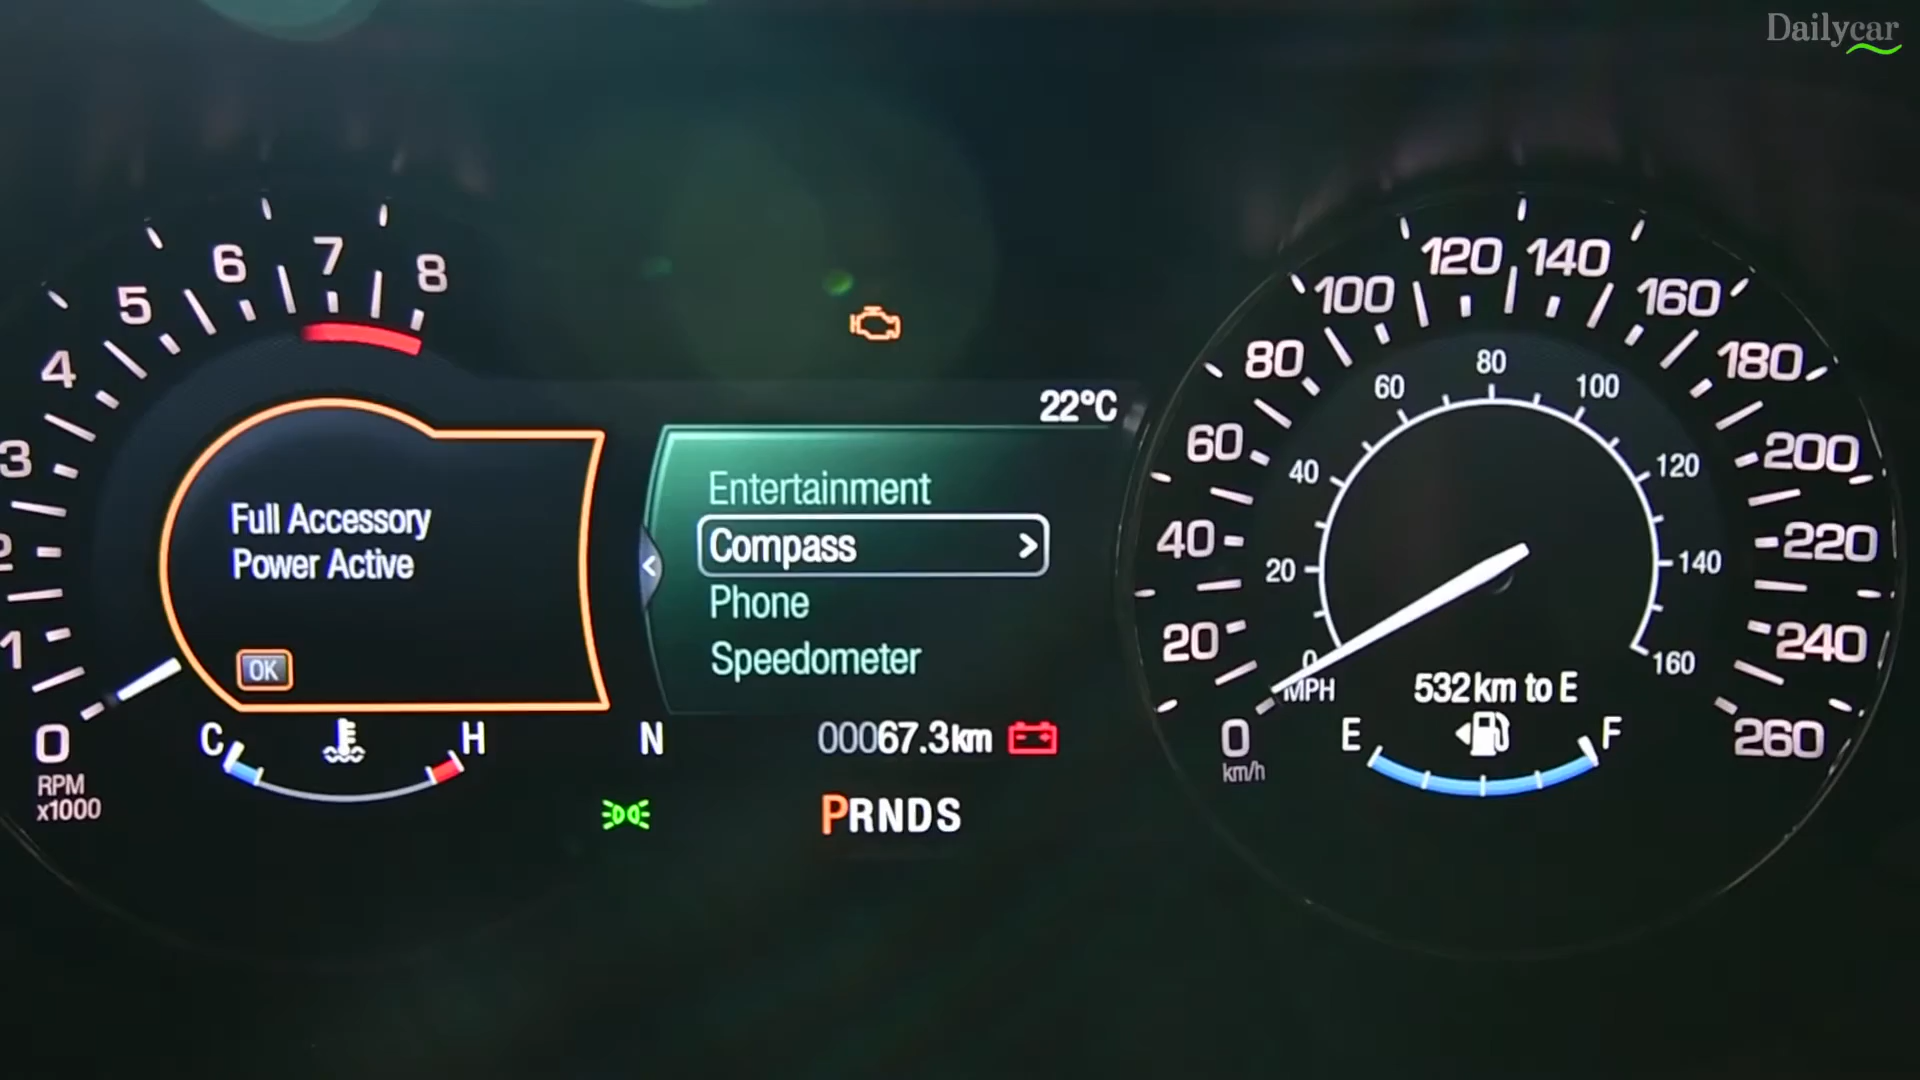 Dailycar
0
1
2
3
4
5
6
7
8
RPM
x1000
Full Accessory
Power Active
OK
C
H
22°C
Entertainment
Compass
Phone
Speedometer
N
00067.3km
PRNDS
0
20
40
60
80
100
120
140
160
180
200
220
240
260
km/h
0
20
40
60
80
100
120
140
160
MPH
532km to E
E
F